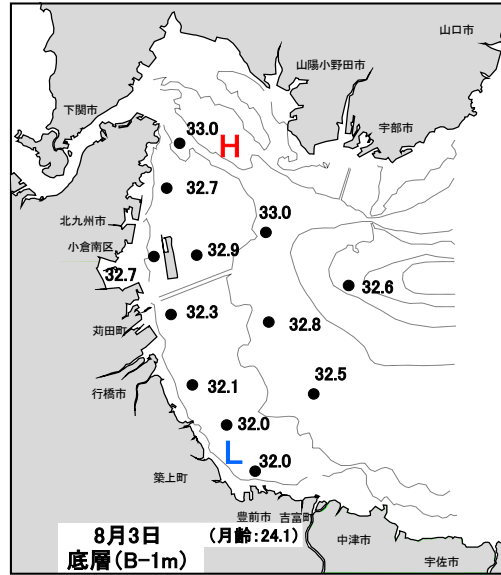 山口市
山陽小野田市
下関市
宇部市
33.0
H
32.7
北九州市
33.0
小倉南区
32.9
32.7
32.6
32.3
32.8
苅田町
32.1
32.5
行橋市
32.0
L
32.0
築上町
豊前市 吉富町
8月3日 (月齢:24.1)
底層(B-1m)
中津市
宇佐市